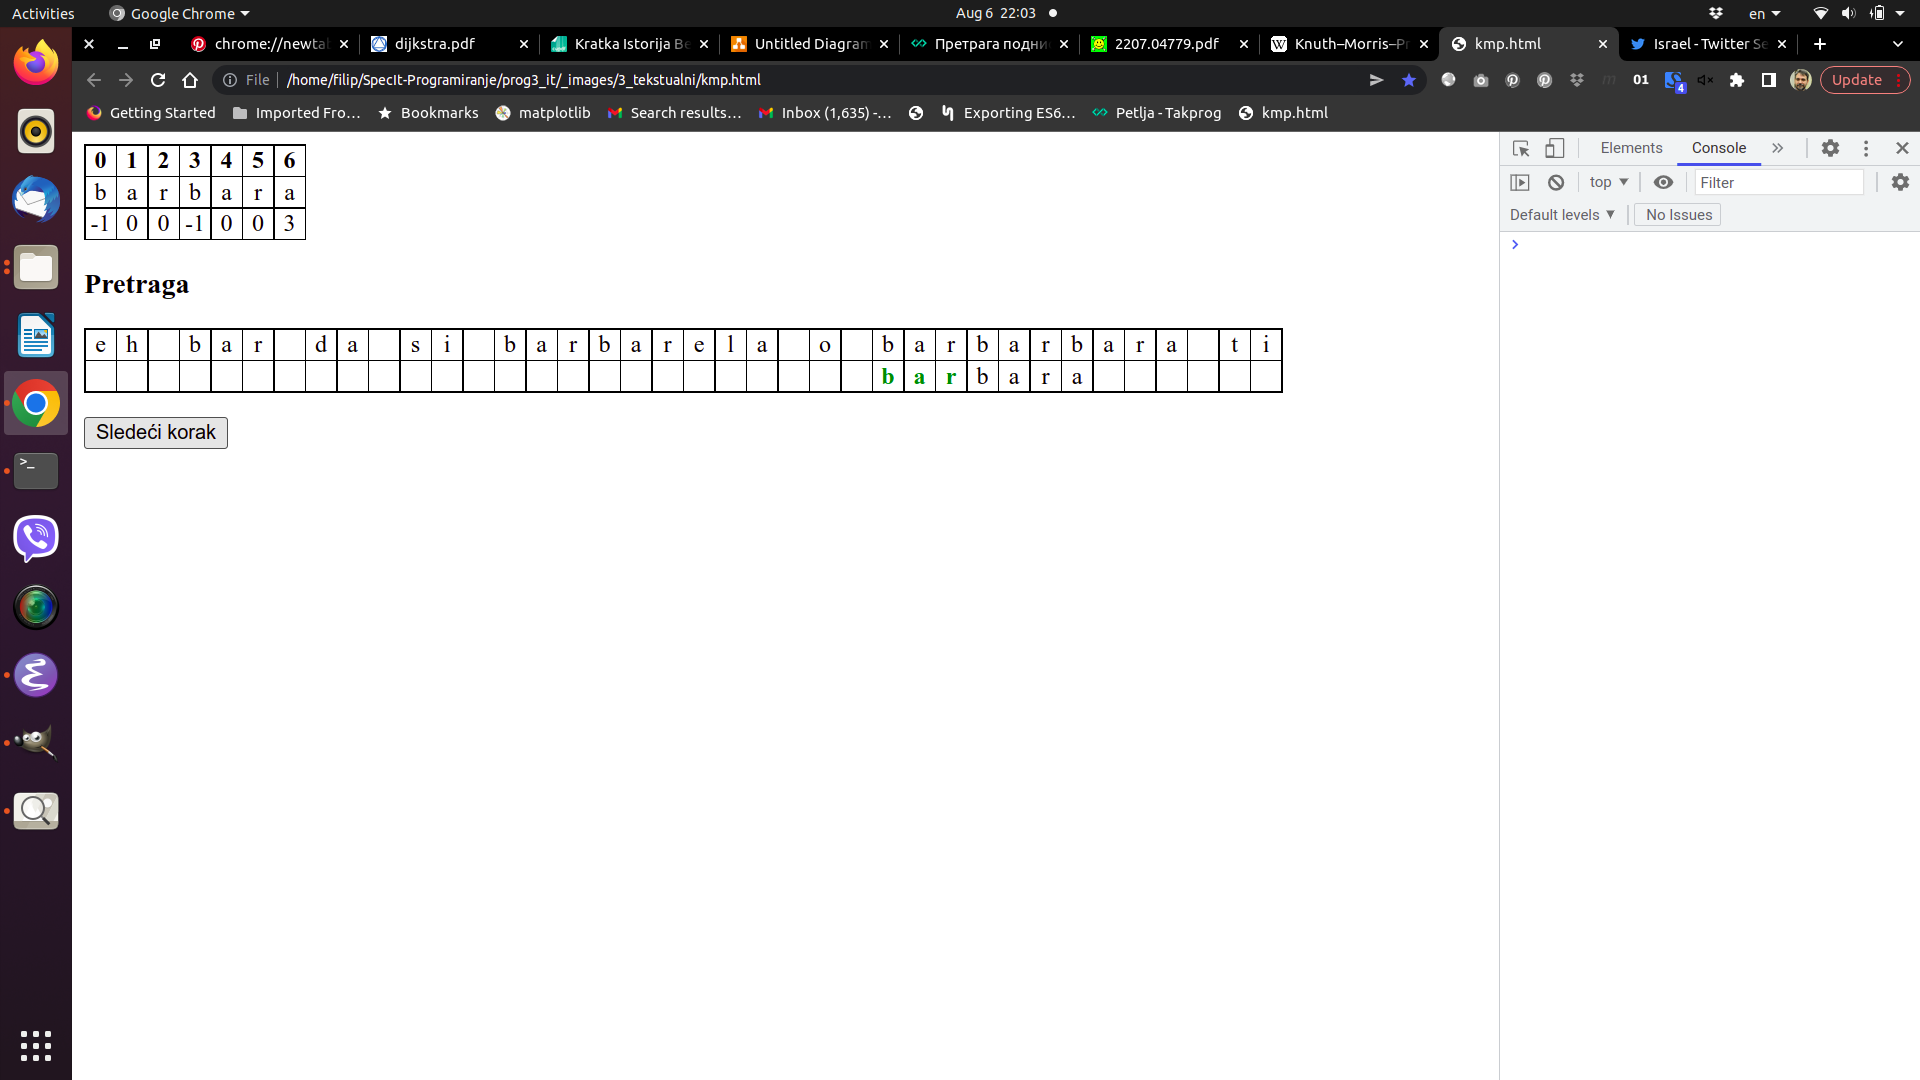 Activities Google Chrome Aug 6 22:03 en
chrome://newta dijkstra.pdf Kratka Istorija Be Untitled Diagram Претрага подни 2207.04779.pdf Knuth–Morris–Pr kmp.html Israel - Twitter Se
File /home/filip/SpecIt-Programiranje/prog3_it/_images/3_tekstualni/kmp.html 01 4 Update
Getting Started Imported Fro… Bookmarks matplotlib Search results… Inbox (1,635) -… Exporting ES6… Petlja - Takprog kmp.html
Elements Console
top Filter
Default levels No Issues
0 1 2 3 4 5 6
b a r b a r a
-1 0 0 -1 0 0 3
Pretraga
e h b a r d a s i b a r b a r e l a o b a r b a r b a r a t i
b a r b a r a
Sledeći korak